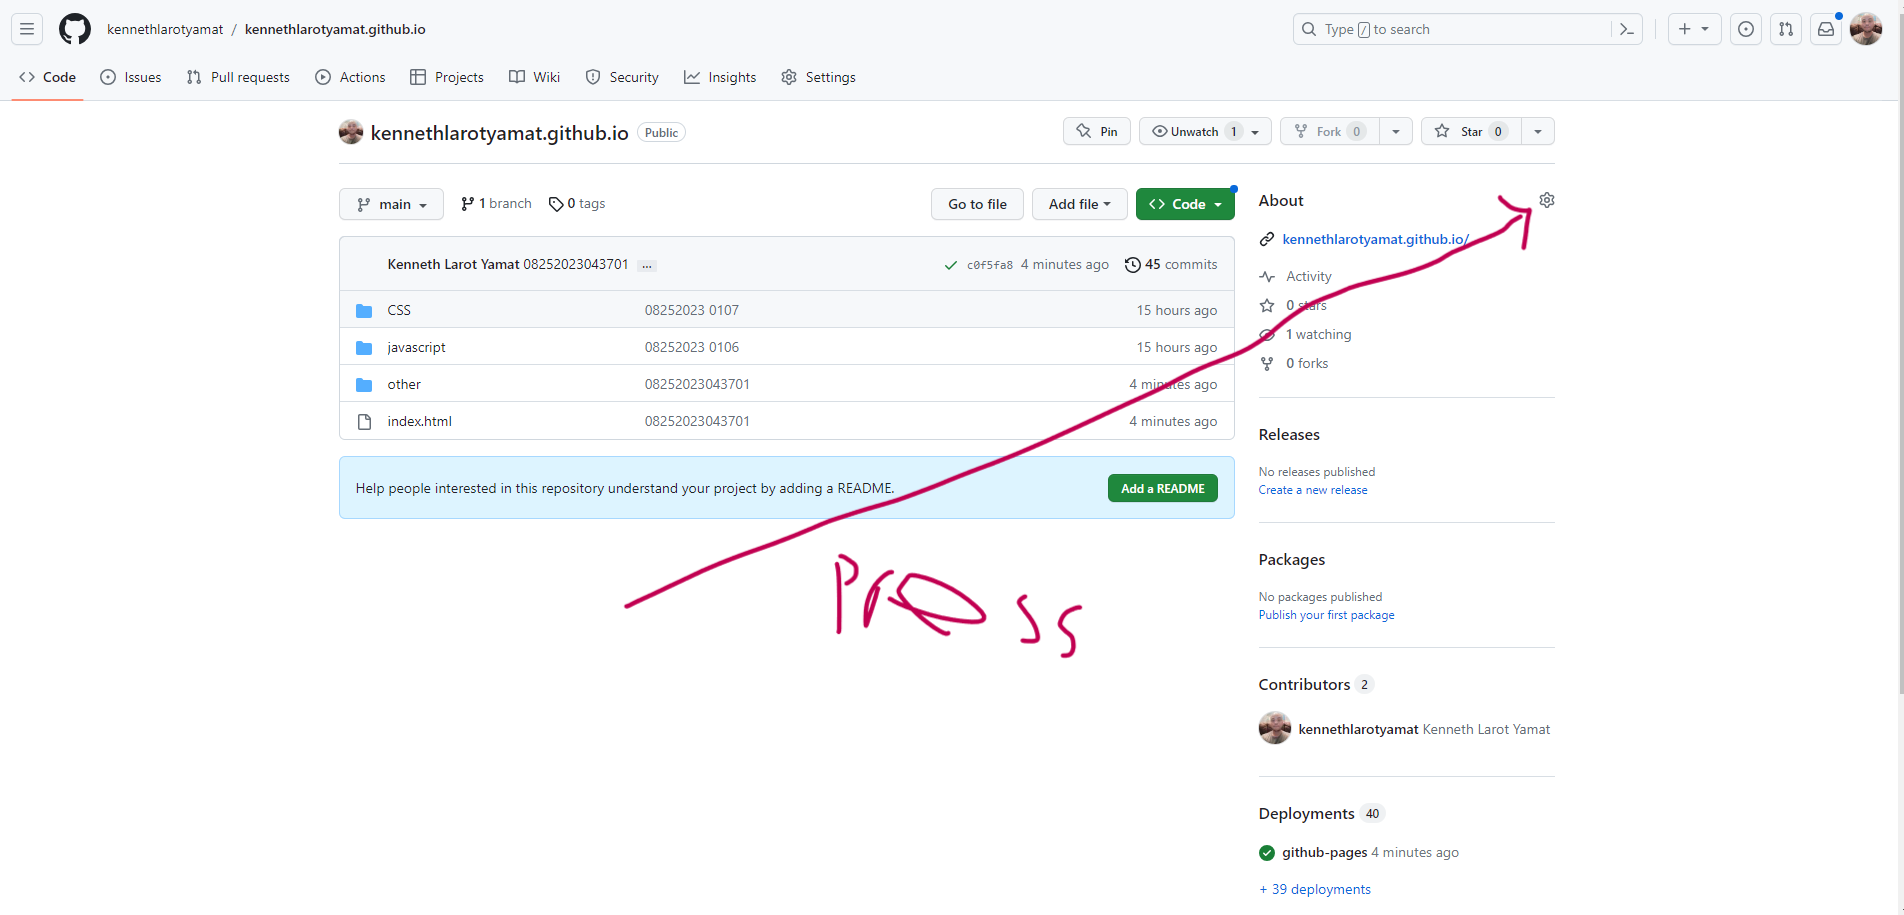 kennethlarotyamat / kennethlarotyamat.github.io
Type / to search
Code Issues Pull requests Actions Projects Wiki Security Insights Settings
kennethlarotyamat.github.io Public
Pin Unwatch 1 Fork 0 Star 0
main 1 branch 0 tags Go to file Add file Code
Kenneth Larot Yamat 08252023043701 ... c0f5fa8 4 minutes ago 45 commits
CSS 08252023 0107 15 hours ago
javascript 08252023 0106 15 hours ago
other 08252023043701 4 minutes ago
index.html 08252023043701 4 minutes ago
Help people interested in this repository understand your project by adding a README. Add a README
PRess
About
kennethlarotyamat.github.io/
Activity
0 stars
1 watching
0 forks
Releases
No releases published
Create a new release
Packages
No packages published
Publish your first package
Contributors 2
kennethlarotyamat Kenneth Larot Yamat
Deployments 40
github-pages 4 minutes ago
+ 39 deployments